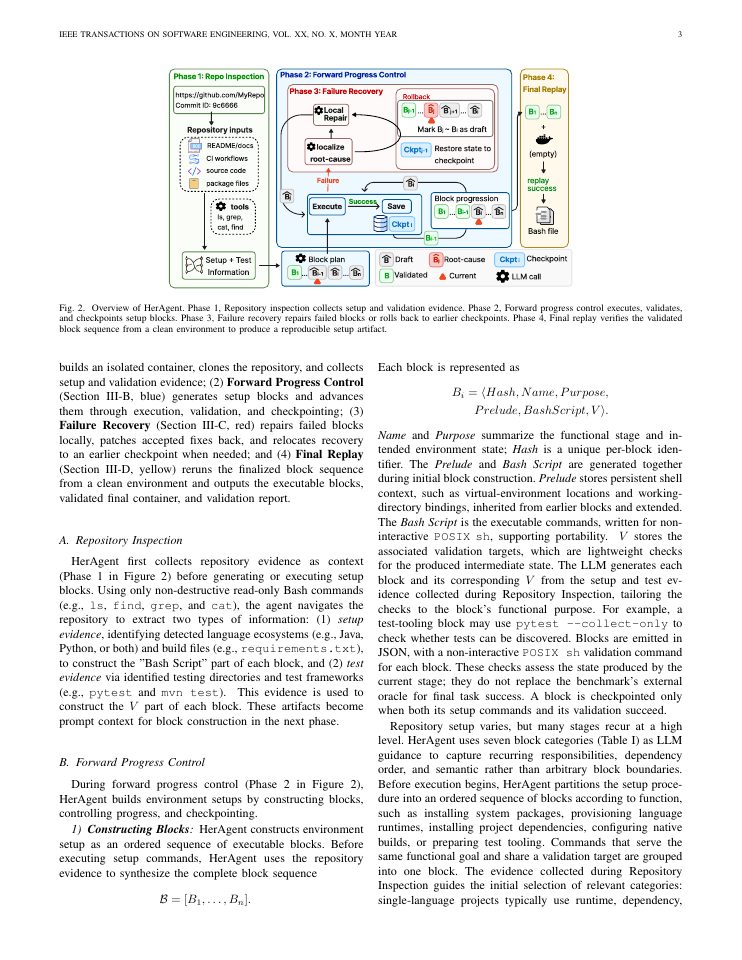 IEEE TRANSACTIONS ON SOFTWARE ENGINEERING, VOL. XX, NO. X, MONTH YEAR 3
Phase 1: Repo Inspection
https://github.com/MyRepo
Commit ID: 9c6666
Repository inputs
README/docs
CI workflows
source code
package files
tools
ls, grep,
cat, find
Setup + Test
Information
Phase 2: Forward Progress Control
Phase 3: Failure Recovery
Local
Repair
localize
root-cause
Failure
Rollback
Bj-1 ... Bj Bj+1 ... Bi
Mark Bj ~ Bi as draft
Ckptj-1 Restore state to
checkpoint
Bi
Bi
Execute
Success
Save
Ckpt i
Block progression
B1 ... Bi-1 Bi ... Bn
Bi-1
Block plan
B1 ... Bi-1 Bi ... Bn
Phase 4:
Final Replay
B1 ... Bn
+
(empty)
replay
success
Bash file
Bi Draft
Bj Root-cause
Ckpt i Checkpoint
B Validated
Current
LLM call
Fig. 2. Overview of HerAgent. Phase 1, Repository inspection collects setup and validation evidence. Phase 2, Forward progress control executes, validates,
and checkpoints setup blocks. Phase 3, Failure recovery repairs failed blocks or rolls back to earlier checkpoints. Phase 4, Final replay verifies the validated
block sequence from a clean environment to produce a reproducible setup artifact.
builds an isolated container, clones the repository, and collects
setup and validation evidence; (2) Forward Progress Control
(Section III-B, blue) generates setup blocks and advances
them through execution, validation, and checkpointing; (3)
Failure Recovery (Section III-C, red) repairs failed blocks
locally, patches accepted fixes back, and relocates recovery
to an earlier checkpoint when needed; and (4) Final Replay
(Section III-D, yellow) reruns the finalized block sequence
from a clean environment and outputs the executable blocks,
validated final container, and validation report.
A. Repository Inspection
HerAgent first collects repository evidence as context
(Phase 1 in Figure 2) before generating or executing setup
blocks. Using only non-destructive read-only Bash commands
(e.g., ls, find, grep, and cat), the agent navigates the
repository to extract two types of information: (1) setup
evidence, identifying detected language ecosystems (e.g., Java,
Python, or both) and build files (e.g., requirements.txt),
to construct the ”Bash Script” part of each block, and (2) test
evidence via identified testing directories and test frameworks
(e.g., pytest and mvn test). This evidence is used to
construct the V part of each block. These artifacts become
prompt context for block construction in the next phase.
B. Forward Progress Control
During forward progress control (Phase 2 in Figure 2),
HerAgent builds environment setups by constructing blocks,
controlling progress, and checkpointing.
1) Constructing Blocks: HerAgent constructs environment
setup as an ordered sequence of executable blocks. Before
executing setup commands, HerAgent uses the repository
evidence to synthesize the complete block sequence
B = [B1, . . . , Bn].
Each block is represented as
Bi = ⟨Hash, Name, Purpose,
Prelude, BashScript, V⟩.
Name and Purpose summarize the functional stage and in-
tended environment state; Hash is a unique per-block iden-
tifier. The Prelude and Bash Script are generated together
during initial block construction. Prelude stores persistent shell
context, such as virtual-environment locations and working-
directory bindings, inherited from earlier blocks and extended.
The Bash Script is the executable commands, written for non-
interactive POSIX sh, supporting portability. V stores the
associated validation targets, which are lightweight checks
for the produced intermediate state. The LLM generates each
block and its corresponding V from the setup and test ev-
idence collected during Repository Inspection, tailoring the
checks to the block's functional purpose. For example, a
test-tooling block may use pytest --collect-only to
check whether tests can be discovered. Blocks are emitted in
JSON, with a non-interactive POSIX sh validation command
for each block. These checks assess the state produced by the
current stage; they do not replace the benchmark's external
oracle for final task success. A block is checkpointed only
when both its setup commands and its validation succeed.
Repository setup varies, but many stages recur at a high
level. HerAgent uses seven block categories (Table I) as LLM
guidance to capture recurring responsibilities, dependency
order, and semantic rather than arbitrary block boundaries.
Before execution begins, HerAgent partitions the setup proce-
dure into an ordered sequence of blocks according to function,
such as installing system packages, provisioning language
runtimes, installing project dependencies, configuring native
builds, or preparing test tooling. Commands that serve the
same functional goal and share a validation target are grouped
into one block. The evidence collected during Repository
Inspection guides the initial selection of relevant categories:
single-language projects typically use runtime, dependency,